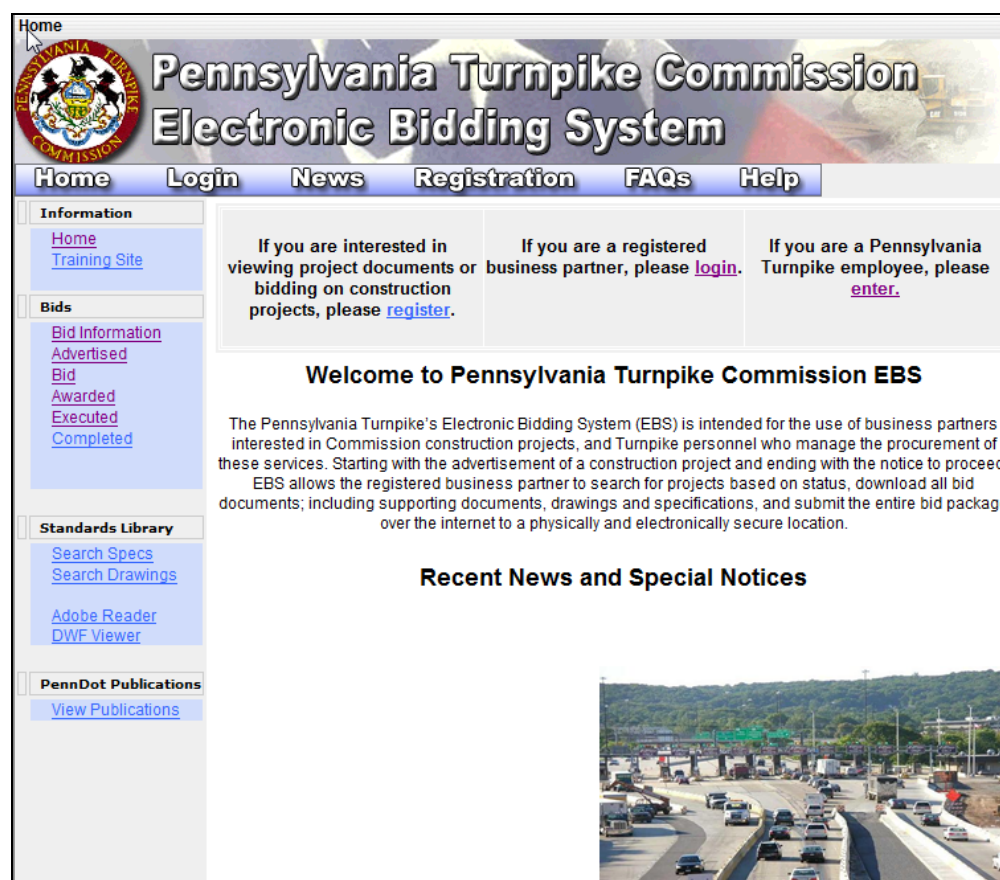 Home
PENNSYLVANIA TURNPIKE
COMMISSION
Pennsylvania Turnpike Commission
Electronic Bidding System
Home Login News Registration FAQs Help
Information
Home
Training Site
Bids
Bid Information
Advertised
Bid
Awarded
Executed
Completed
Standards Library
Search Specs
Search Drawings
Adobe Reader
DWF Viewer
PennDot Publications
View Publications
If you are interested in
viewing project documents or
bidding on construction
projects, please register.
If you are a registered
business partner, please login.
If you are a Pennsylvania
Turnpike employee, please
enter.
Welcome to Pennsylvania Turnpike Commission EBS
The Pennsylvania Turnpike's Electronic Bidding System (EBS) is intended for the use of business partners
interested in Commission construction projects, and Turnpike personnel who manage the procurement of
these services. Starting with the advertisement of a construction project and ending with the notice to proceed
EBS allows the registered business partner to search for projects based on status, download all bid
documents; including supporting documents, drawings and specifications, and submit the entire bid packag
over the internet to a physically and electronically secure location.
Recent News and Special Notices